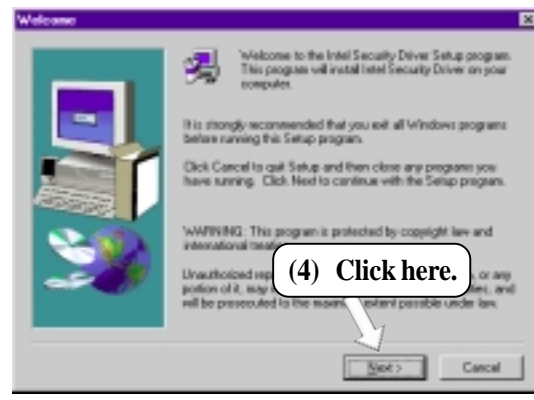 Welcome
Welcome to the Intel Security Driver Setup program.
This program will install Intel Security Driver on your
computer.
It is strongly recommended that you exit all Windows programs
before running this Setup program.
Click Cancel to quit Setup and then close any programs you
have running. Click Next to continue with the Setup program.
WARNING: This program is protected by copyright law and
international
Unauthorized or any
portion of it, may and
will be prosecuted to the extent possible under law.
(4) Click here.
Next >
Cancel